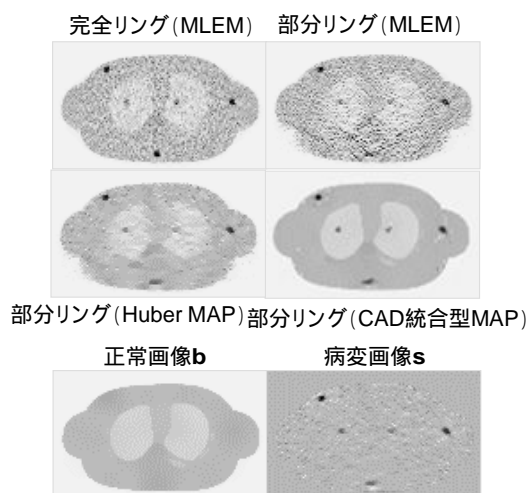 完全リング(MLEM)
部分リング(MLEM)
部分リング(Huber MAP)
部分リング(CAD統合型MAP)
正常画像b
病変画像s